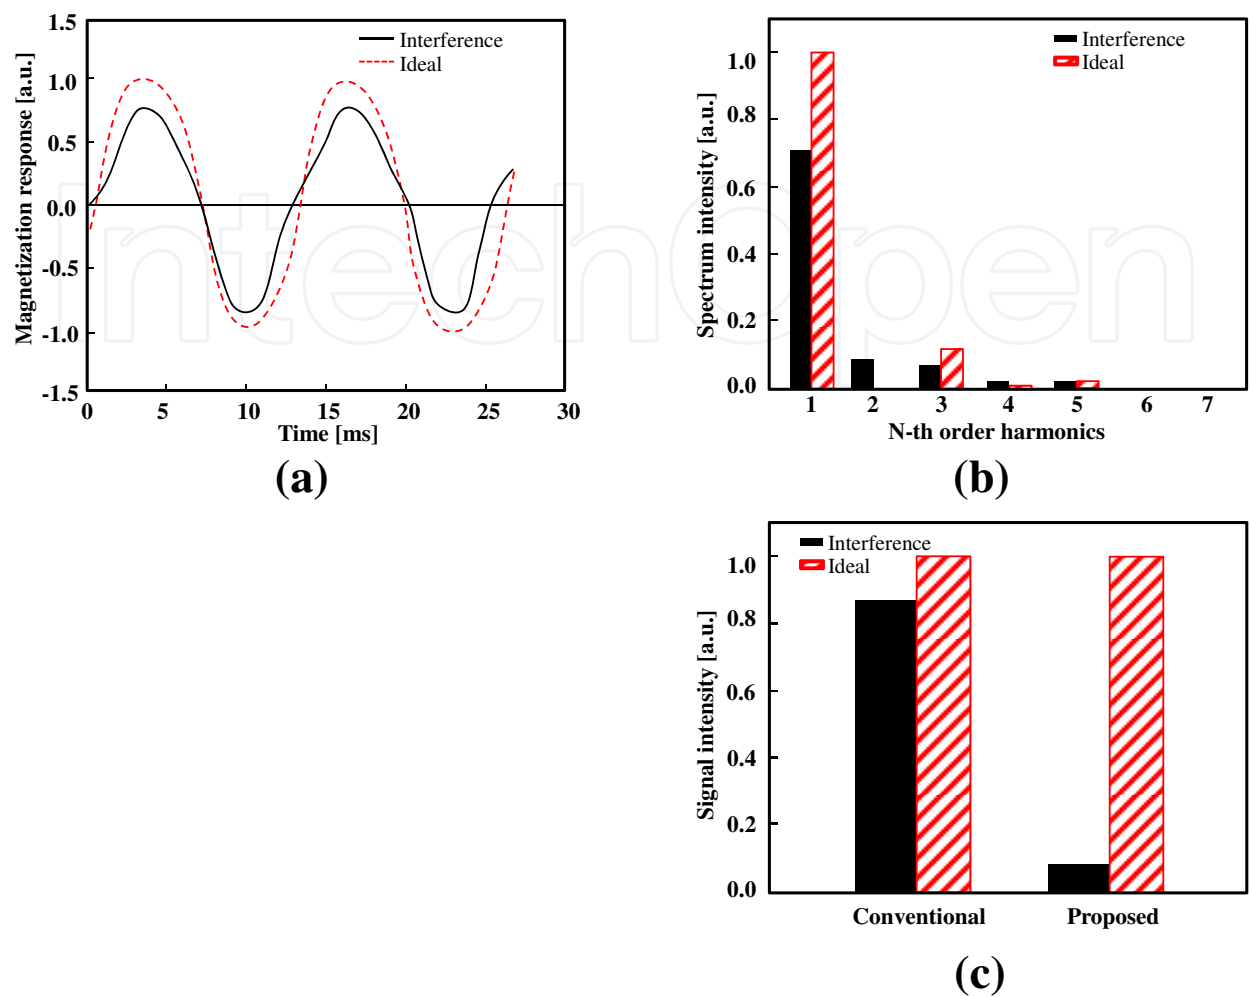 1.5
1.0
0.5
0.0
-0.5
-1.0
-1.5
Magnetization response [a.u.]
Interference
Ideal
0 5 10 15 20 25 30
Time [ms]
(a)
1.0
0.8
0.6
0.4
0.2
0.0
Spectrum intensity [a.u.]
Interference
Ideal
1 2 3 4 5 6 7
N-th order harmonics
(b)
1.0
0.8
0.6
0.4
0.2
0.0
Signal intensity [a.u.]
Interference
Ideal
Conventional Proposed
(c)
IntechOpen